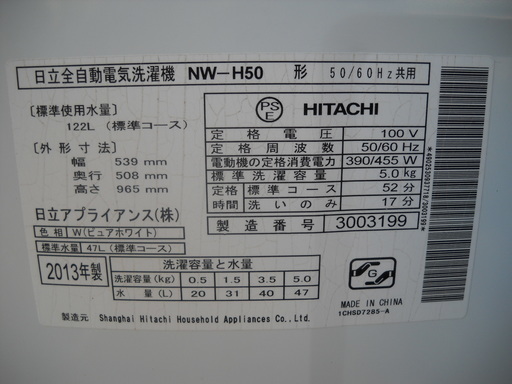 日立全自動電気洗濯機 NW-H50 形 50/60Hz共用
〔標準使用水量〕
122L (標準コース)
〔外形寸法〕
幅 539 mm
奥行 508 mm
高さ 965 mm
日立アプライアンス(株)
色相 W(ピュアホワイト)
標準水量 47L(標準コース)
PS
E
HITACHI
定格電圧 100 V
定格周波数 50/60 Hz
電動機の定格消費電力 390/455 W
標準洗濯容量 5.0kg
定格 標準コース 52分
時間 洗いのみ 17分
製造番号 3003199
2013年製
洗濯容量と水量
洗濯容量(kg) 0.5 1.5 3.5 5.0
水量(L) 20 31 40 47
G
MADE IN CHINA
1CHSD7285-A
製造元 Shanghai Hitachi Household Appliances Co.,Ltd.